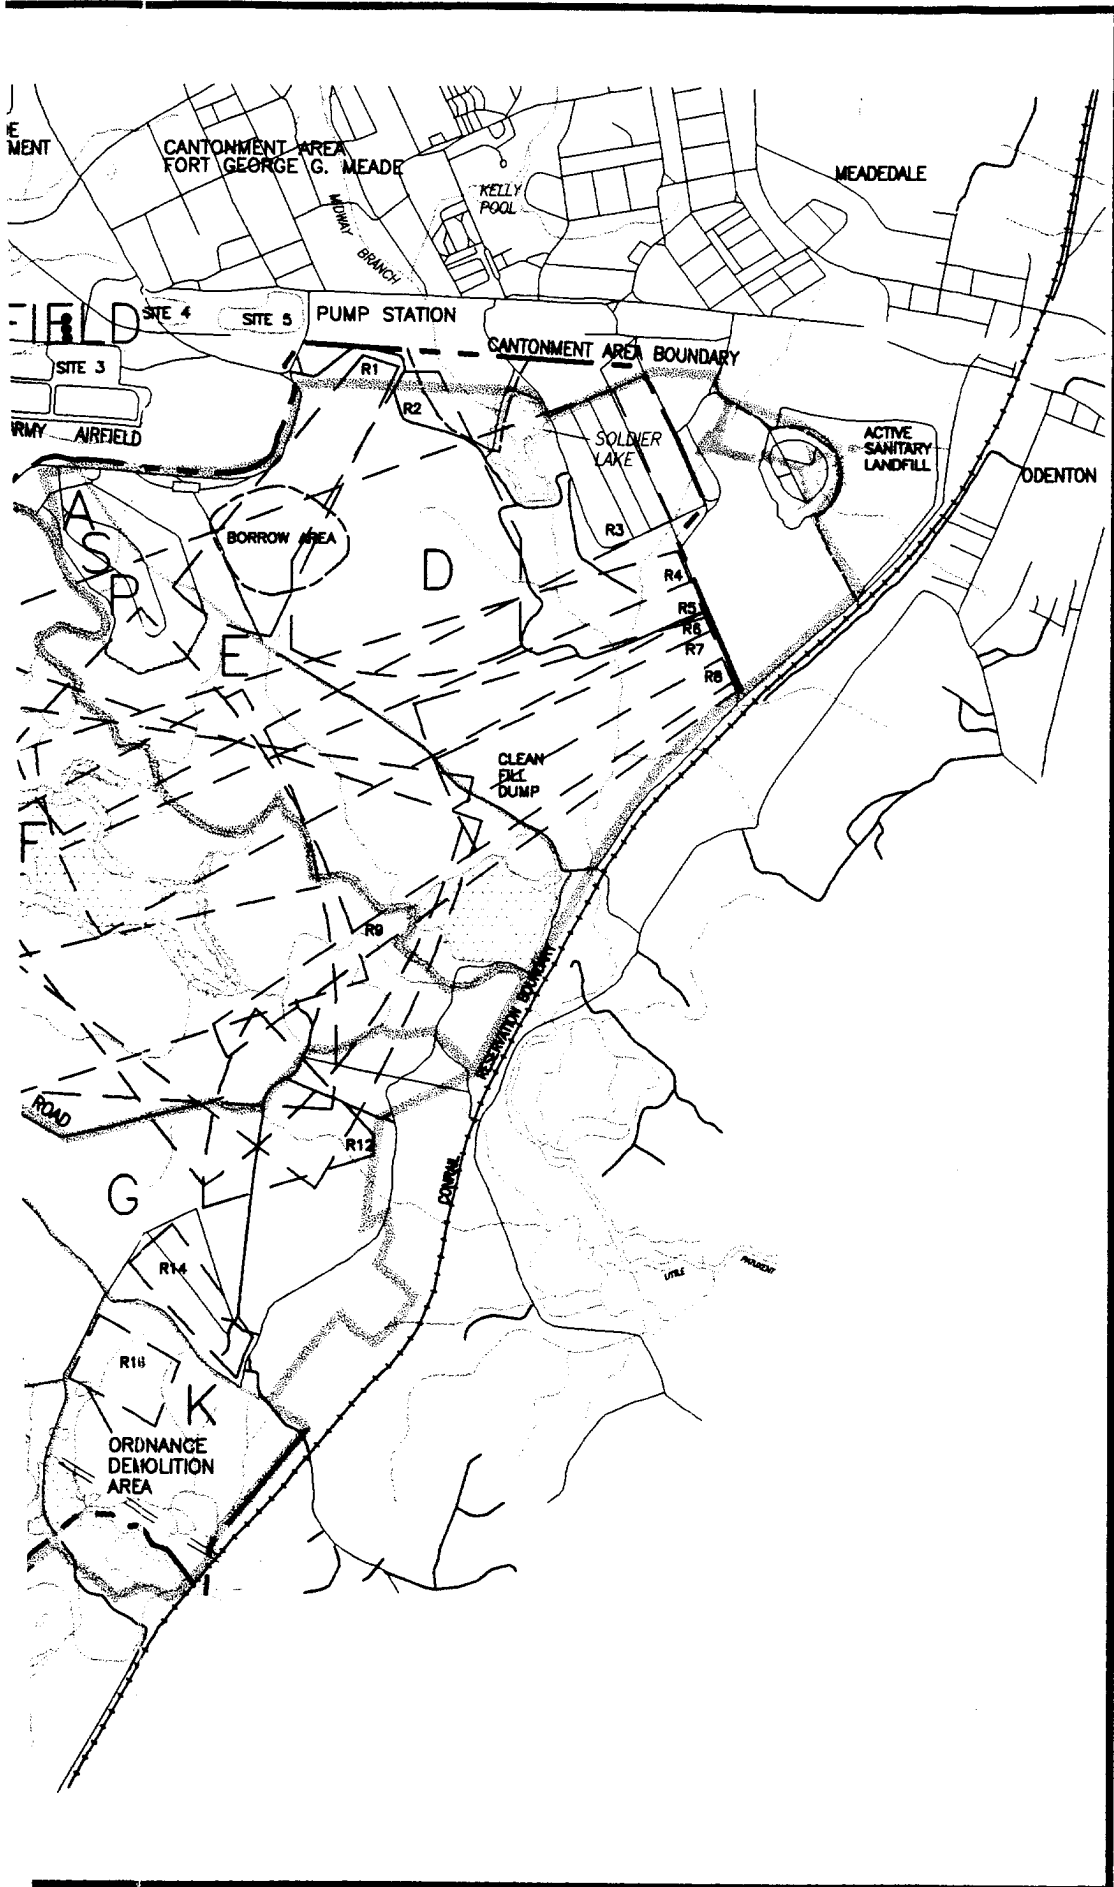 MENT
CANTONMENT AREA
FORT GEORGE G. MEADE
MEADEDALE
KELLY
POOL
MIDWAY
BRANCH
FIELD
SITE 4
SITE 5
PUMP STATION
CANTONMENT AREA BOUNDARY
SITE 3
R1
R2
ARMY AIRFIELD
SOLDIER
LAKE
ACTIVE
SANITARY
LANDFILL
ODENTON
A
S
P
BORROW AREA
D
R3
R4
R5
R6
R7
R8
E
CLEAN
FILL
DUMP
F
R9
RESERVATION BOUNDARY
ROAD
R12
G
CONRAIL
R14
PATUXENT
R16
K
ORDNANCE
DEMOLITION
AREA